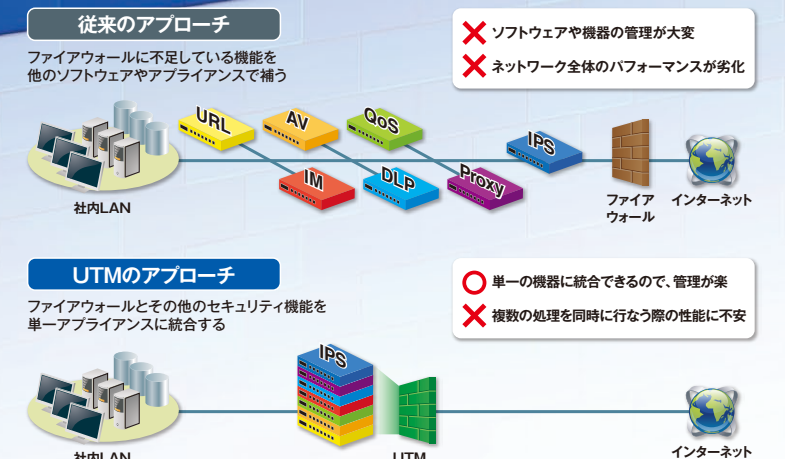 従来のアプローチ
ファイアウォールに不足している機能を
他のソフトウェアやアプライアンスで補う
ソフトウェアや機器の管理が大変
ネットワーク全体のパフォーマンスが劣化
URL
AV
QoS
IPS
IM
DLP
Proxy
社内LAN
ファイア
ウォール
インターネット
UTMのアプローチ
ファイアウォールとその他のセキュリティ機能を
単一アプライアンスに統合する
単一の機器に統合できるので、管理が楽
複数の処理を同時に行なう際の性能に不安
IPS
社内LAN
UTM
インターネット